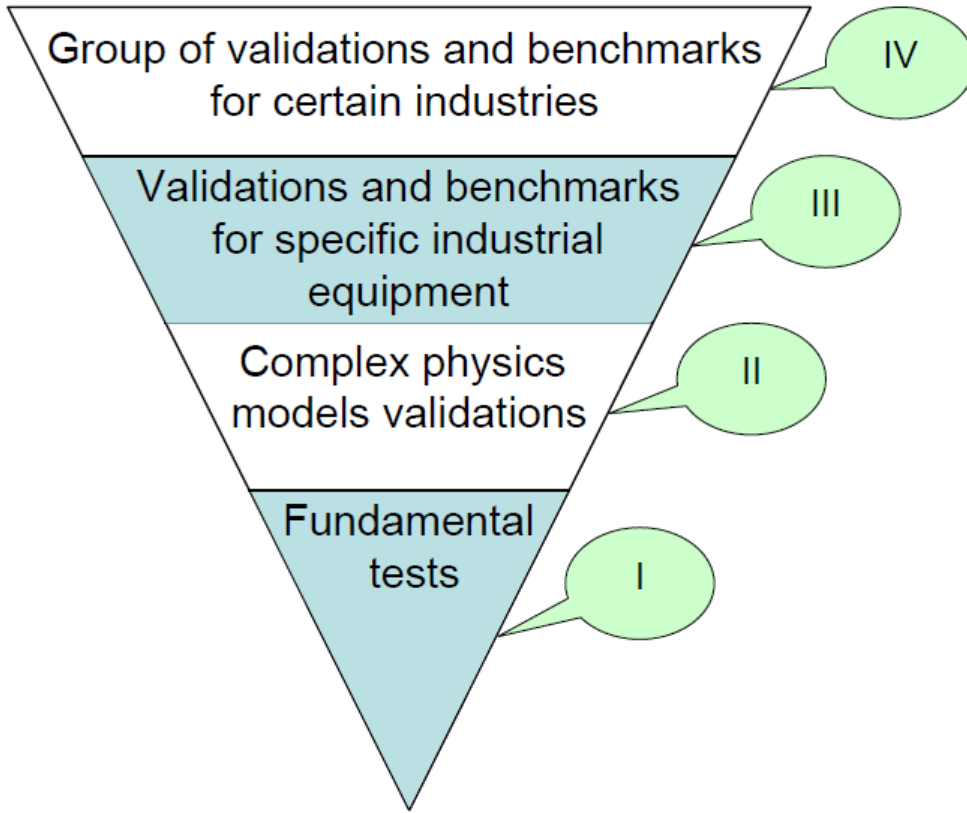 Group of validations and benchmarks
for certain industries
IV
Validations and benchmarks
for specific industrial
equipment
III
Complex physics
models validations
II
Fundamental
tests
I